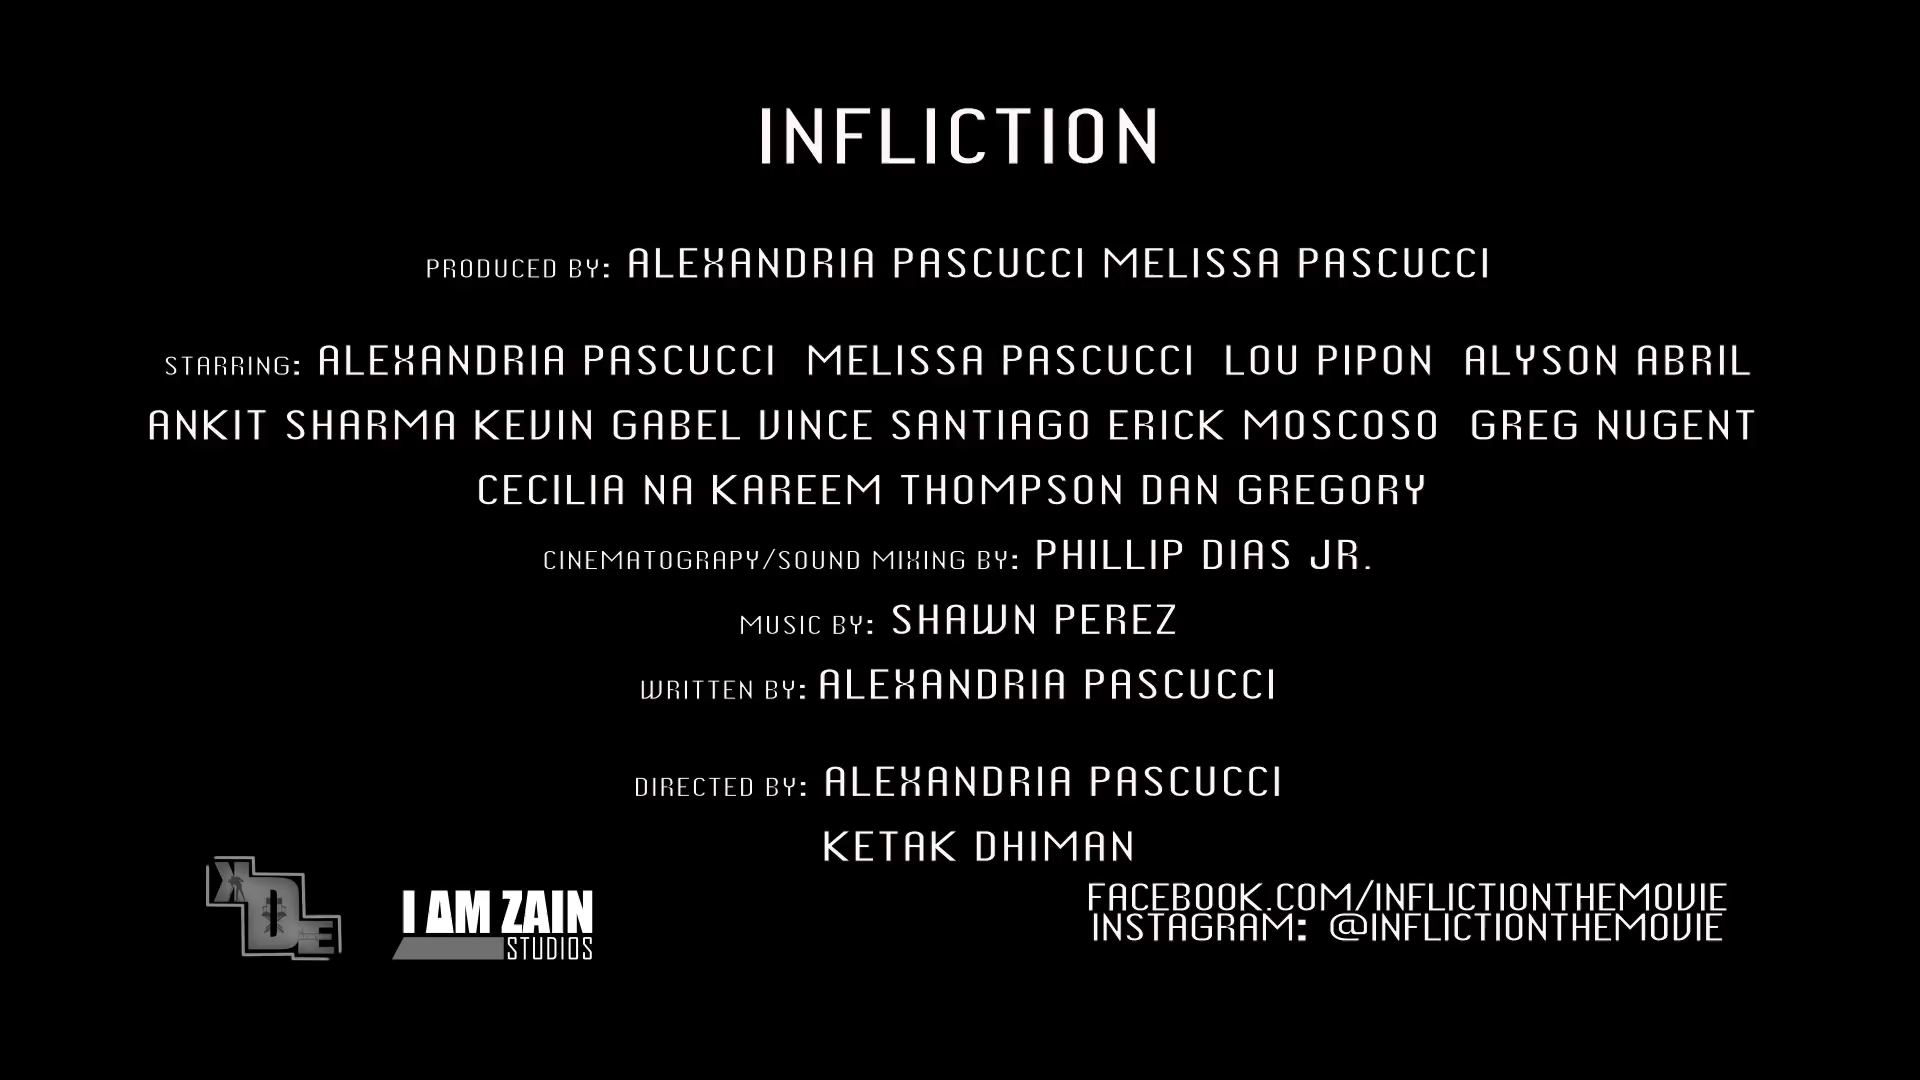 INFLICTION
PRODUCED BY: ALEXANDRIA PASCUCCI MELISSA PASCUCCI
STARRING: ALEXANDRIA PASCUCCI MELISSA PASCUCCI LOU PIPON ALYSON ABRIL
ANKIT SHARMA KEVIN GABEL VINCE SANTIAGO ERICK MOSCOSO GREG NUGENT
CECILIA NA KAREEM THOMPSON DAN GREGORY
CINEMATOGRAPY/SOUND MIXING BY: PHILLIP DIAS JR.
MUSIC BY: SHAWN PEREZ
WRITTEN BY: ALEXANDRIA PASCUCCI
DIRECTED BY: ALEXANDRIA PASCUCCI
KETAK DHIMAN
KDE
I AM ZAIN
STUDIOS
FACEBOOK.COM/INFLICTIONTHEMOVIE
INSTAGRAM: @INFLICTIONTHEMOVIE